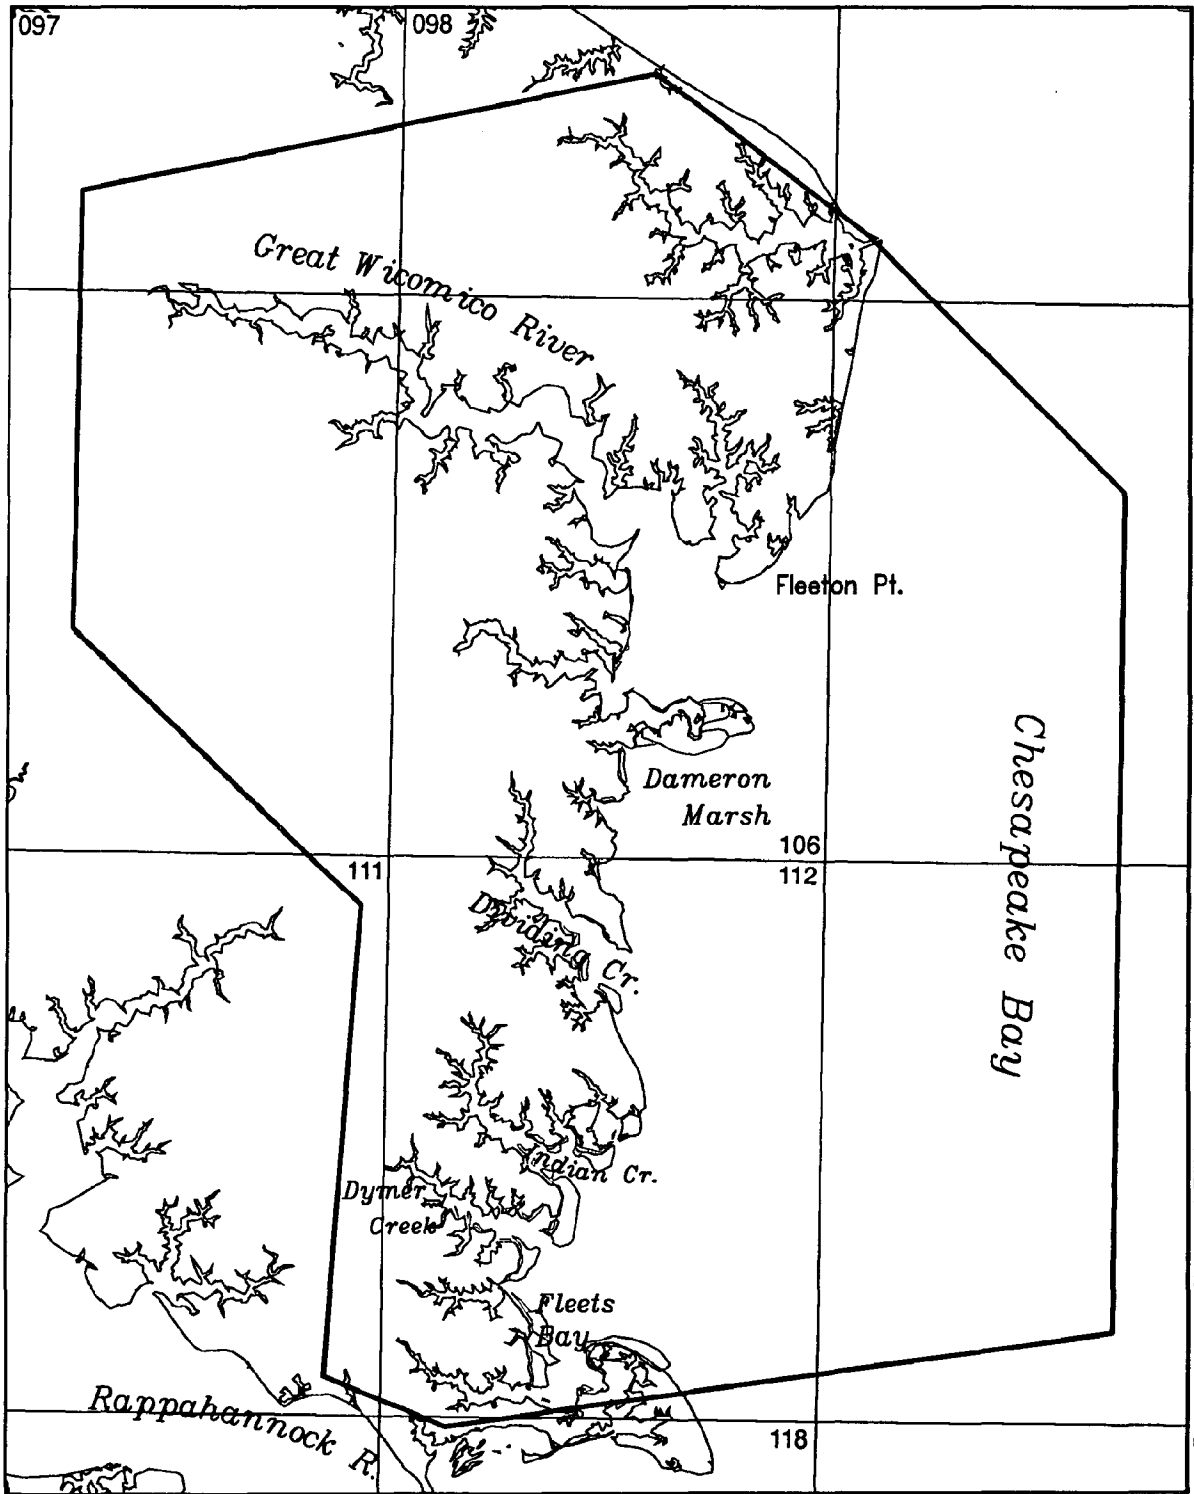 097
098
Great Wicomico River
Fleeton Pt.
Dameron
Marsh
Chesapeake Bay
106
111
112
Dividing Cr.
Indian Cr.
Dymer
Creek
Fleets
Bay
Rappahannock R.
118